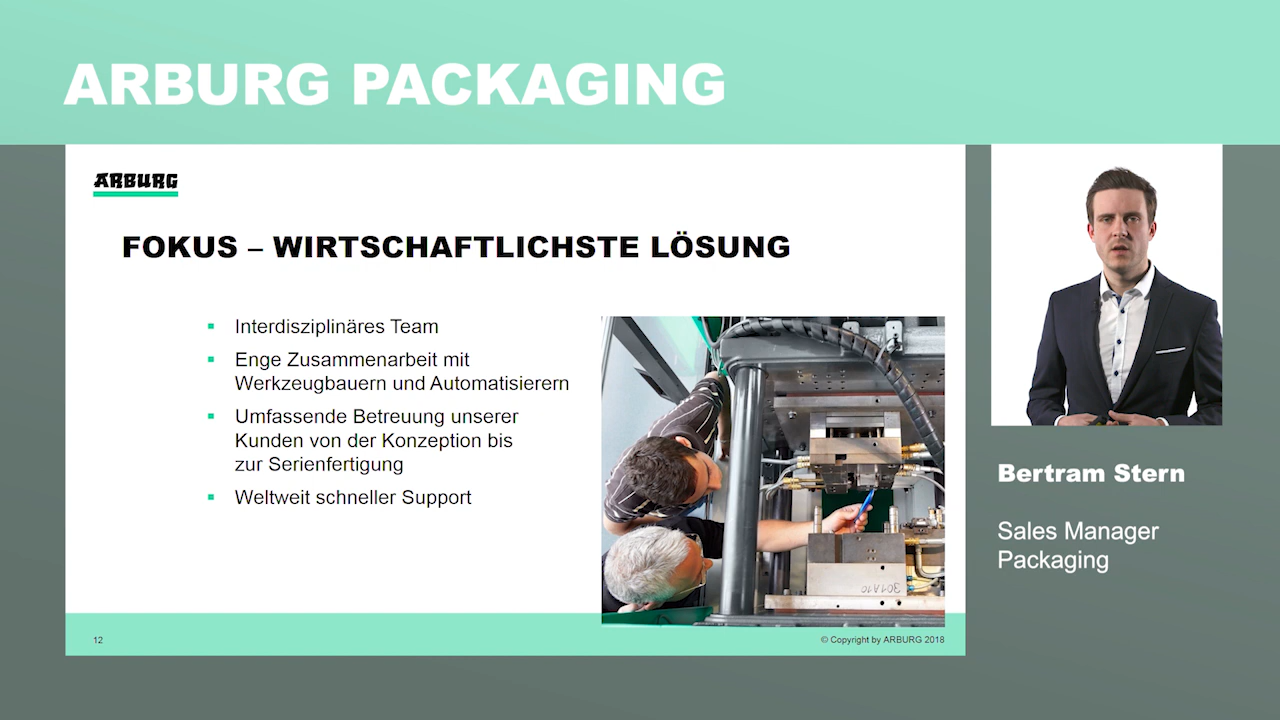 ARBURG PACKAGING
ARBURG
FOKUS – WIRTSCHAFTLICHSTE LÖSUNG
▪ Interdisziplinäres Team
▪ Enge Zusammenarbeit mit
Werkzeugbauern und Automatisierern
▪ Umfassende Betreuung unserer
Kunden von der Konzeption bis
zur Serienfertigung
▪ Weltweit schneller Support
301A10
12
© Copyright by ARBURG 2018
Bertram Stern
Sales Manager
Packaging